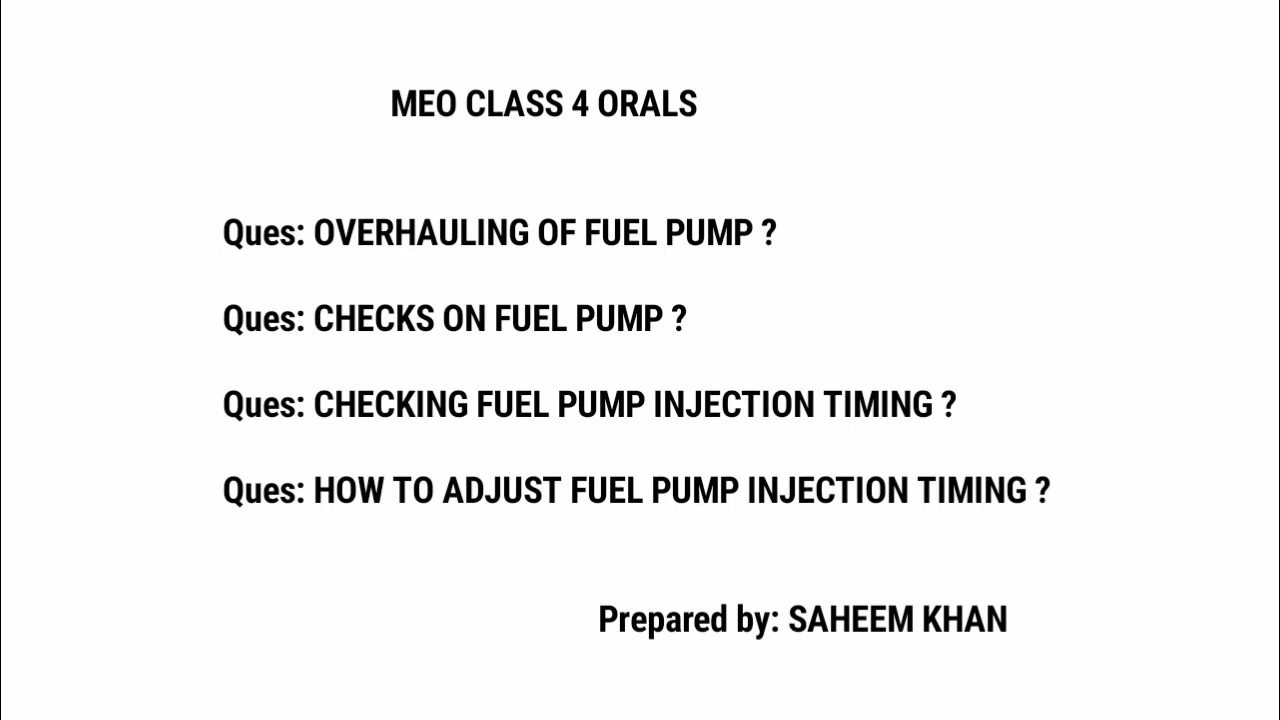 MEO CLASS 4 ORALS
Ques: OVERHAULING OF FUEL PUMP ?
Ques: CHECKS ON FUEL PUMP ?
Ques: CHECKING FUEL PUMP INJECTION TIMING ?
Ques: HOW TO ADJUST FUEL PUMP INJECTION TIMING ?
Prepared by: SAHEEM KHAN